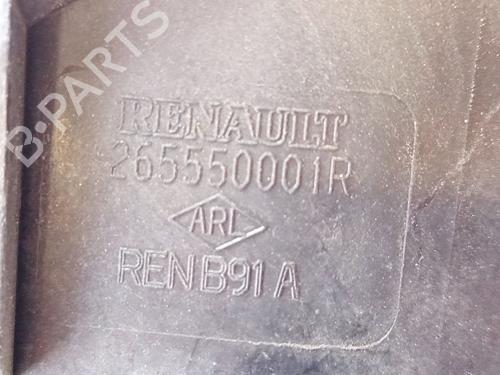 B-PARTS
RENAULT
265550001R
ARL
REN B91 A